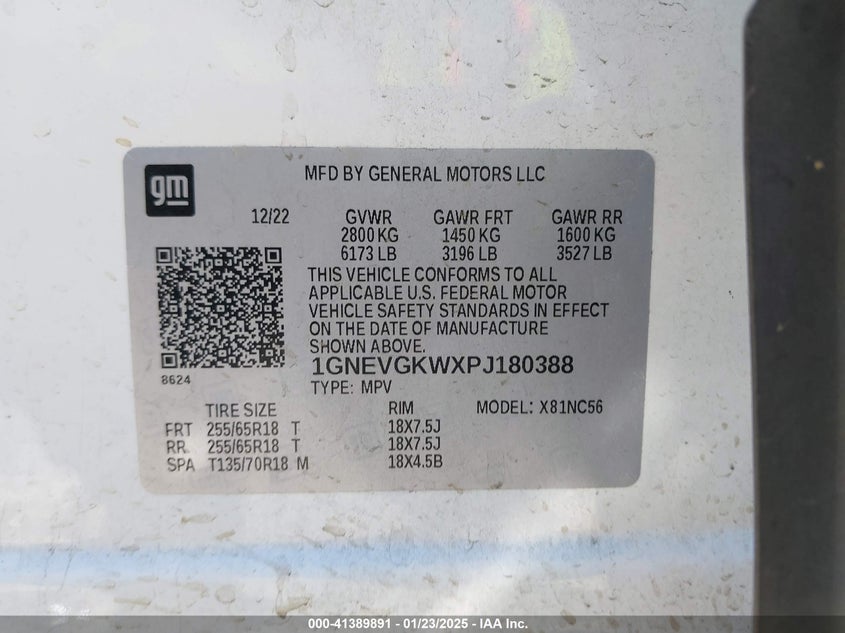 gm
MFD BY GENERAL MOTORS LLC
12/22 GVWR GAWR FRT GAWR RR
2800 KG 1450 KG 1600 KG
6173 LB 3196 LB 3527 LB
THIS VEHICLE CONFORMS TO ALL
APPLICABLE U.S. FEDERAL MOTOR
VEHICLE SAFETY STANDARDS IN EFFECT
ON THE DATE OF MANUFACTURE
SHOWN ABOVE.
1GNEVGKWXPJ180388
8624
TYPE: MPV
TIRE SIZE RIM MODEL: X81NC56
FRT 255/65R18 T 18X7.5J
RR 255/65R18 T 18X7.5J
SPA T135/70R18 M 18X4.5B
000-41389891 - 01/23/2025 - IAA, Inc.